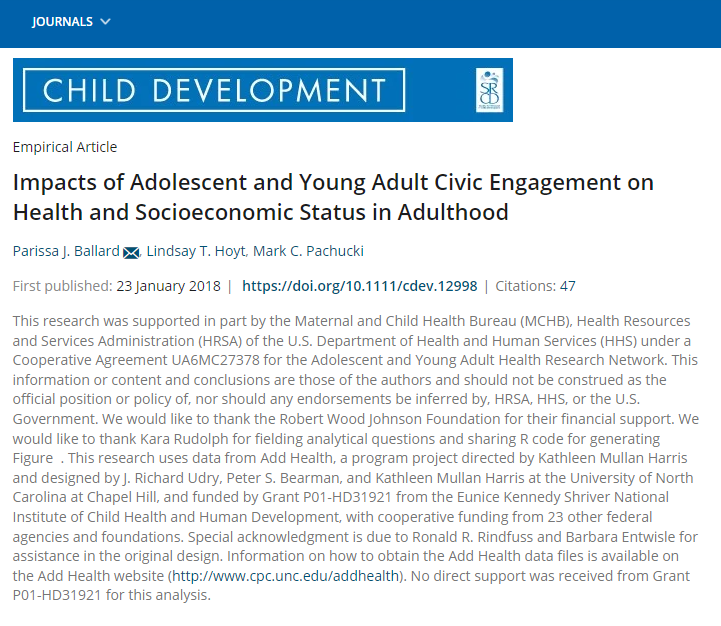 JOURNALS
CHILD DEVELOPMENT
SRCD
Empirical Article
Impacts of Adolescent and Young Adult Civic Engagement on
Health and Socioeconomic Status in Adulthood
Parissa J. Ballard, Lindsay T. Hoyt, Mark C. Pachucki
First published: 23 January 2018 | https://doi.org/10.1111/cdev.12998 | Citations: 47
This research was supported in part by the Maternal and Child Health Bureau (MCHB), Health Resources
and Services Administration (HRSA) of the U.S. Department of Health and Human Services (HHS) under a
Cooperative Agreement UA6MC27378 for the Adolescent and Young Adult Health Research Network. This
information or content and conclusions are those of the authors and should not be construed as the
official position or policy of, nor should any endorsements be inferred by, HRSA, HHS, or the U.S.
Government. We would like to thank the Robert Wood Johnson Foundation for their financial support. We
would like to thank Kara Rudolph for fielding analytical questions and sharing R code for generating
Figure . This research uses data from Add Health, a program project directed by Kathleen Mullan Harris
and designed by J. Richard Udry, Peter S. Bearman, and Kathleen Mullan Harris at the University of North
Carolina at Chapel Hill, and funded by Grant P01-HD31921 from the Eunice Kennedy Shriver National
Institute of Child Health and Human Development, with cooperative funding from 23 other federal
agencies and foundations. Special acknowledgment is due to Ronald R. Rindfuss and Barbara Entwisle for
assistance in the original design. Information on how to obtain the Add Health data files is available on
the Add Health website (http://www.cpc.unc.edu/addhealth). No direct support was received from Grant
P01-HD31921 for this analysis.